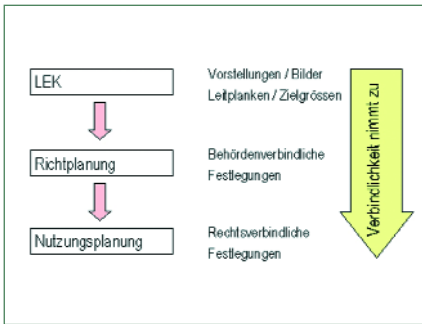 LEK
Vorstellungen / Bilder
Leitplanken / Zielgrössen
Richtplanung
Behördenverbindliche
Festlegungen
Nutzungsplanung
Rechtsverbindliche
Festlegungen
Verbindlichkeit nimmt zu